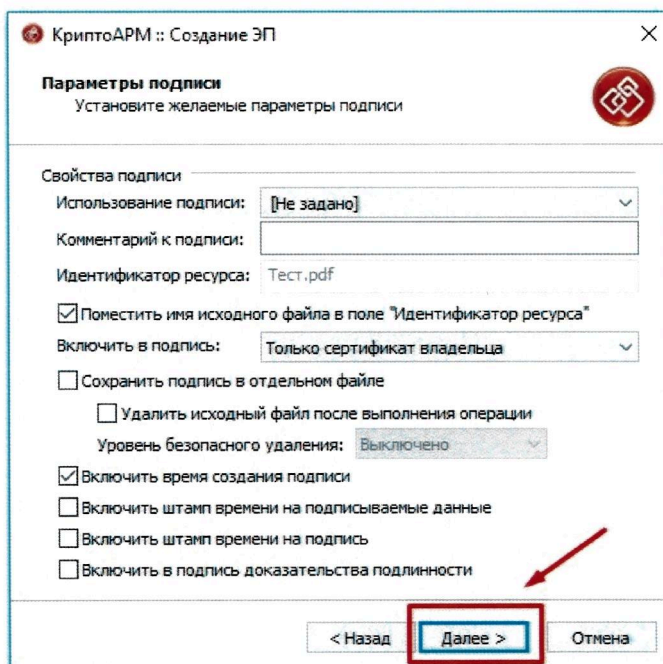 КриптоАРМ :: Создание ЭП
Параметры подписи
Установите желаемые параметры подписи
Свойства подписи
Использование подписи: [Не задано]
Комментарий к подписи:
Идентификатор ресурса: Тест.pdf
Поместить имя исходного файла в поле "Идентификатор ресурса"
Включить в подпись: Только сертификат владельца
Сохранить подпись в отдельном файле
Удалить исходный файл после выполнения операции
Уровень безопасного удаления: Выключено
Включить время создания подписи
Включить штамп времени на подписываемые данные
Включить штамп времени на подпись
Включить в подпись доказательства подлинности
< Назад Далее > Отмена